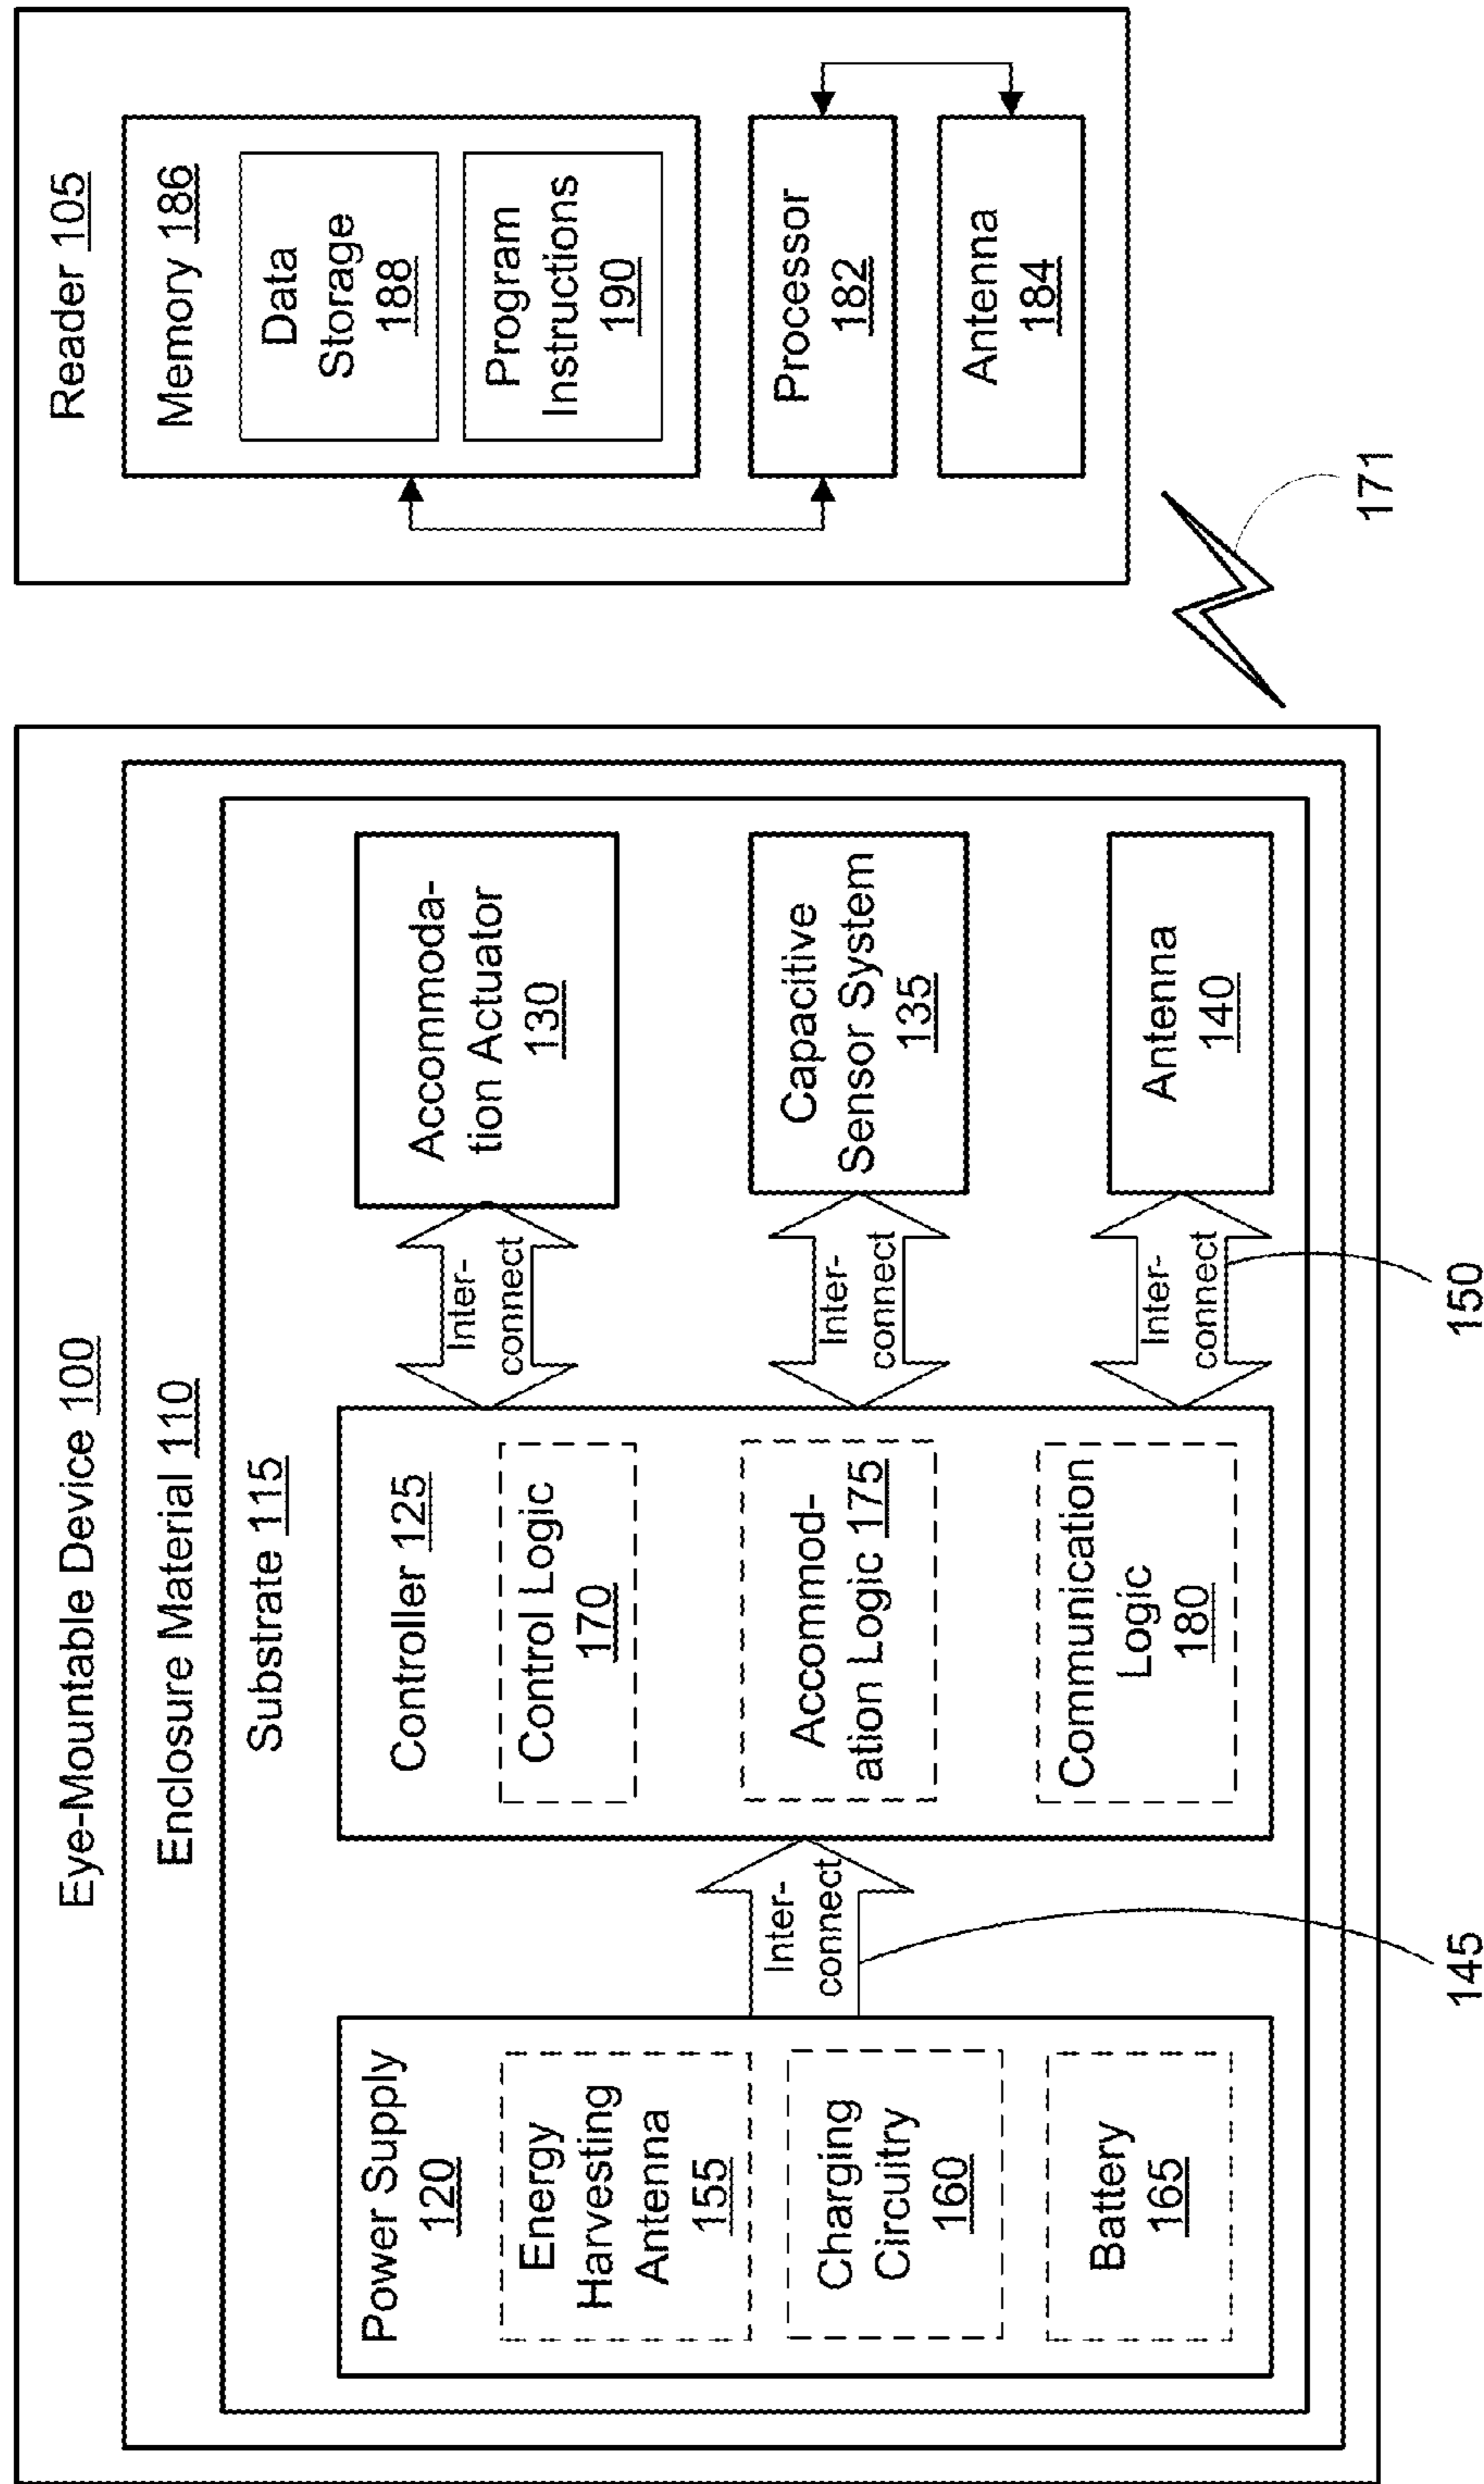 Eye-Mountable Device 100
Enclosure Material 110
Substrate 115
Power Supply
120
Energy
Harvesting
Antenna
155
Charging
Circuitry
160
Battery
165
Inter-
connect
145
Controller 125
Control Logic
170
Accommod-
ation Logic 175
Communication
Logic
180
Inter-
connect
Inter-
connect
Inter-
connect
150
Accommoda-
tion Actuator
130
Capacitive
Sensor System
135
Antenna
140
171
Reader 105
Memory 186
Data
Storage
188
Program
Instructions
190
Processor
182
Antenna
184